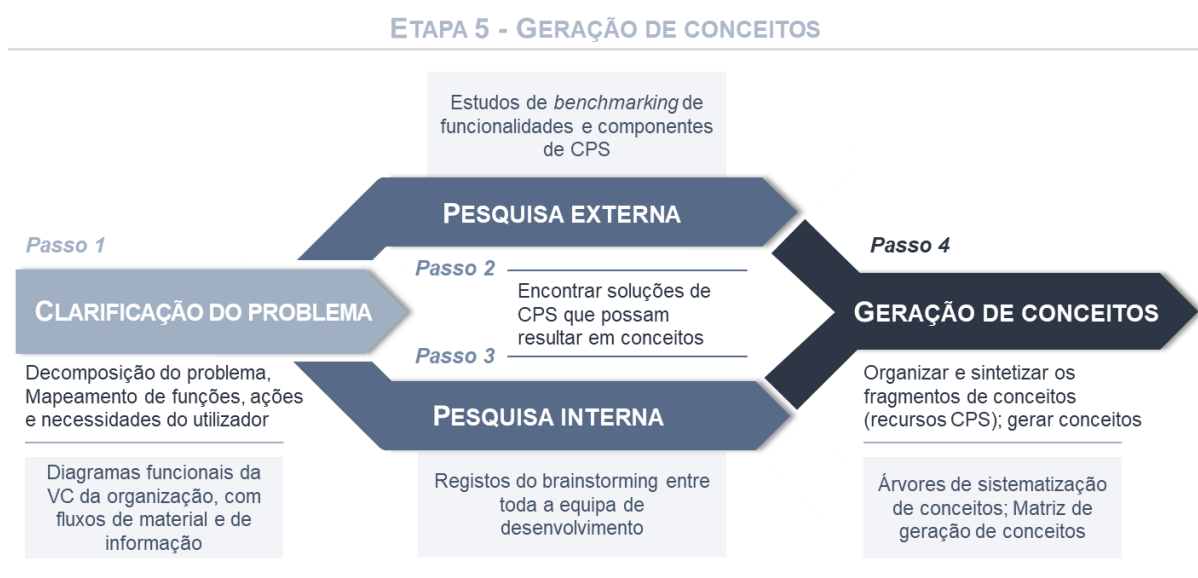 ETAPA 5 - GERAÇÃO DE CONCEITOS
Estudos de benchmarking de
funcionalidades e componentes
de CPS
PESQUISA EXTERNA
Passo 1
CLARIFICAÇÃO DO PROBLEMA
Decomposição do problema,
Mapeamento de funções, ações
e necessidades do utilizador
Diagramas funcionais da
VC da organização, com
fluxos de material e de
informação
Passo 2
Encontrar soluções de
CPS que possam
resultar em conceitos
Passo 3
PESQUISA INTERNA
Registos do brainstorming entre
toda a equipa de
desenvolvimento
Passo 4
GERAÇÃO DE CONCEITOS
Organizar e sintetizar os
fragmentos de conceitos
(recursos CPS); gerar conceitos
Árvores de sistematização
de conceitos; Matriz de
geração de conceitos